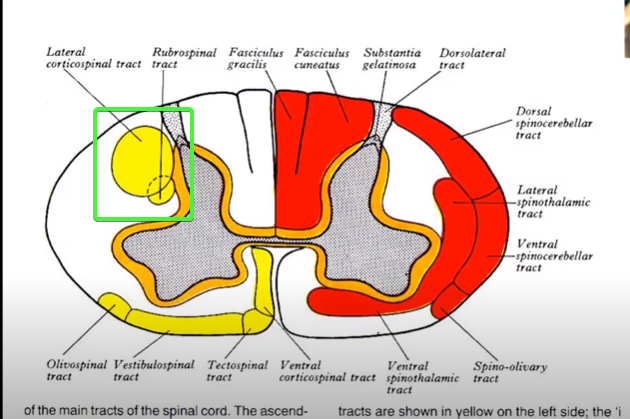 Lateral
corticospinal tract
Rubrospinal
tract
Fasciculus
gracilis
Fasciculus
cuneatus
Substantia
gelatinosa
Dorsolateral
tract
Dorsal
spinocerebellar
tract
Lateral
spinothalamic
tract
Ventral
spinocerebellar
tract
Olivospinal
tract
Vestibulospinal
tract
Tectospinal
tract
Ventral
corticospinal tract
Ventral
spinothalamic
tract
Spino-olivary
tract
of the main tracts of the spinal cord. The ascend-
tracts are shown in yellow on the left side; the 'i